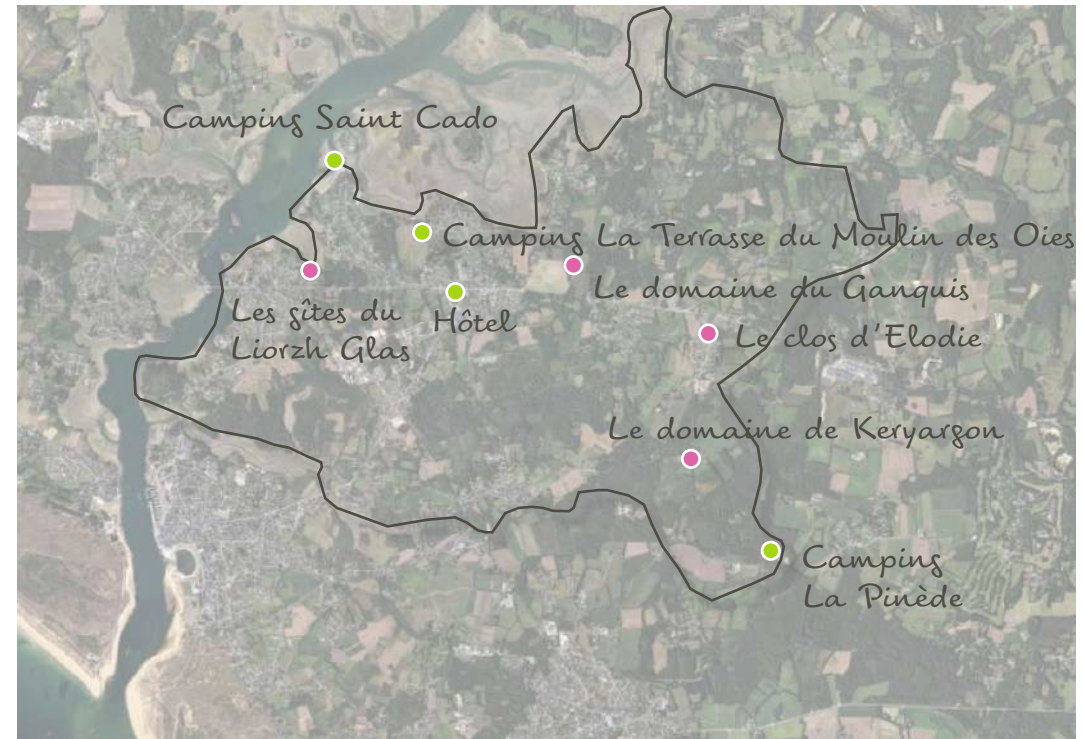 Camping Saint Cado
Camping La Terrasse du Moulin des Oies
Le domaine du Ganquis
Les gîtes du
Liorzh Glas
Hôtel
Le clos d'Elodie
Le domaine de Keryargon
Camping
La Pinède